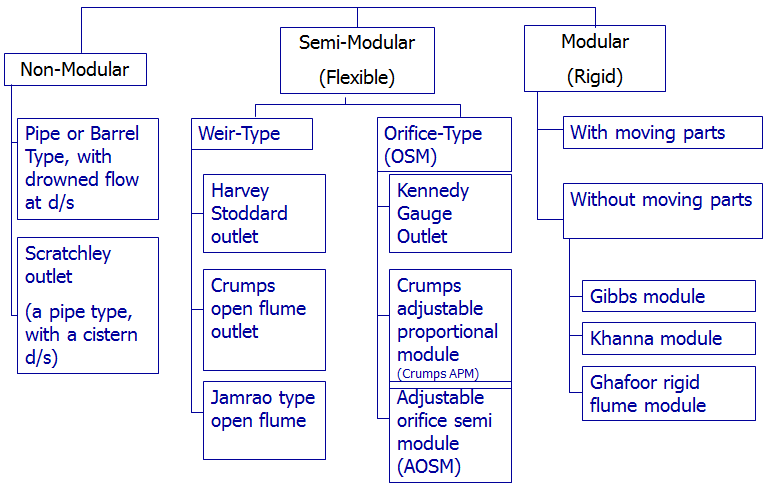 Non-Modular
Semi-Modular
(Flexible)
Modular
(Rigid)
Pipe or Barrel
Type, with
drowned flow
at d/s
Scratchley
outlet
(a pipe type,
with a cistern
d/s)
Weir-Type
Harvey
Stoddard
outlet
Crumps
open flume
outlet
Jamrao type
open flume
Orifice-Type
(OSM)
Kennedy
Gauge
Outlet
Crumps
adjustable
proportional
module
(Crumps APM)
Adjustable
orifice semi
module
(AOSM)
With moving parts
Without moving parts
Gibbs module
Khanna module
Ghafoor rigid
flume module